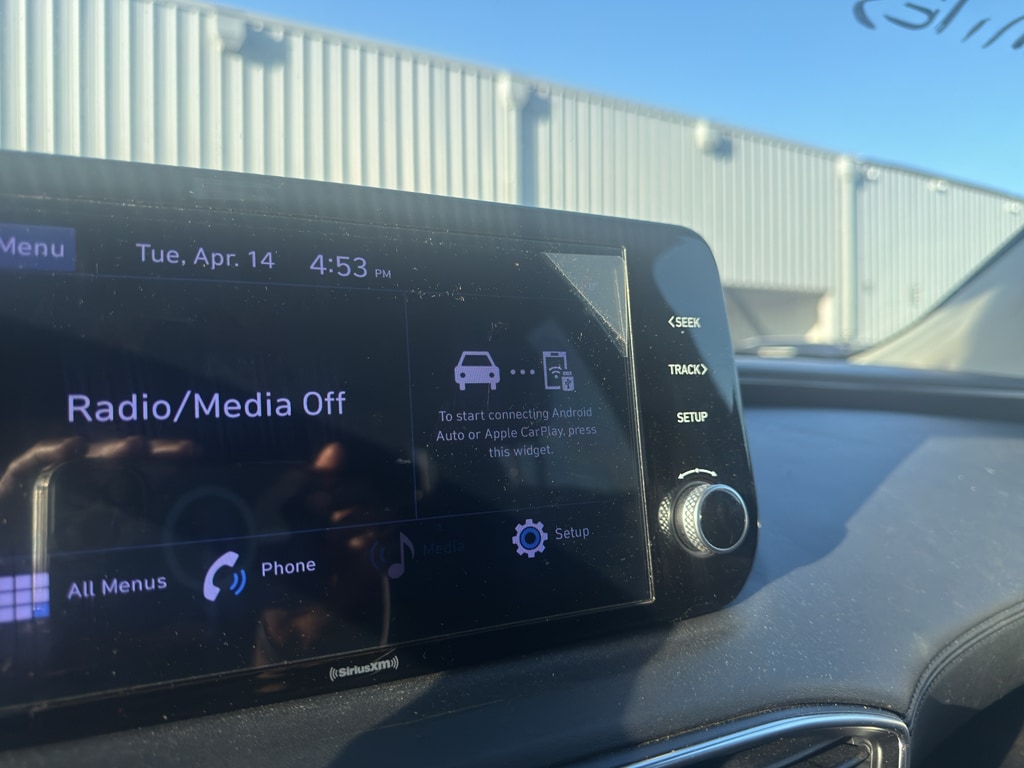 Menu
Tue, Apr. 14 4:53 PM
Radio/Media Off
To start connecting Android
Auto or Apple CarPlay, press
this widget.
All Menus
Phone
Media
Setup
SiriusXM
<SEEK
TRACK>
SETUP